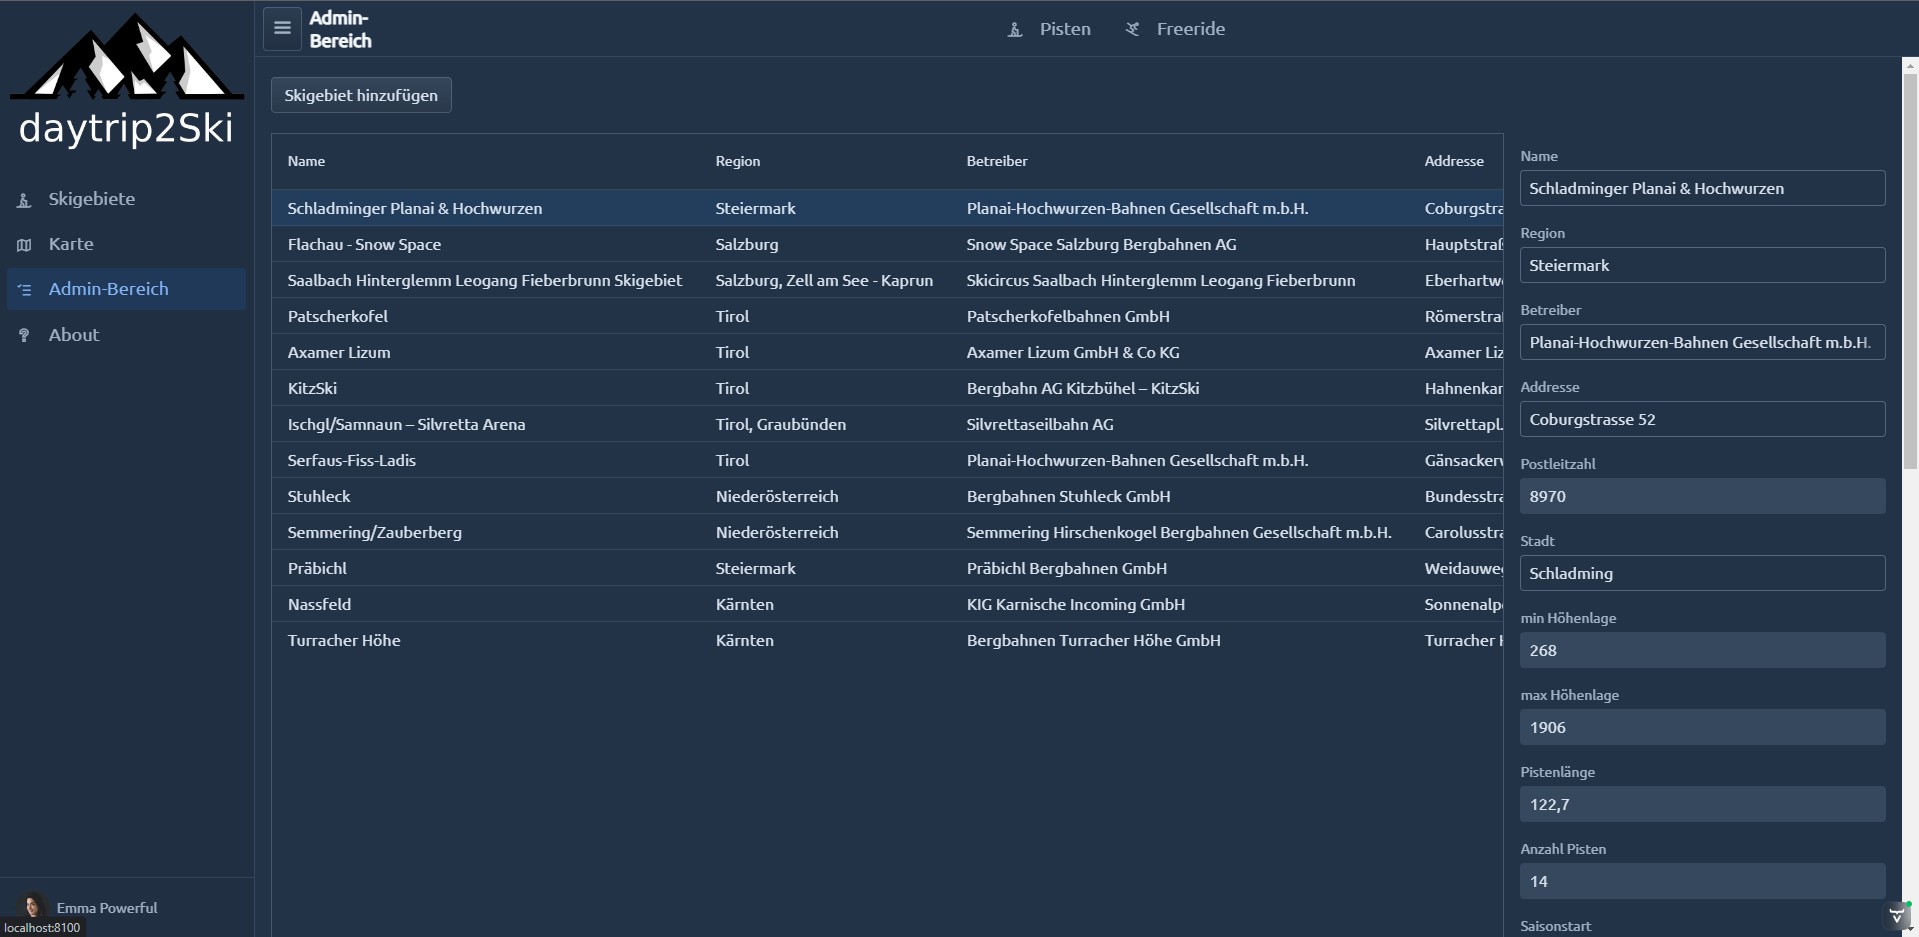 daytrip2Ski
Skigebiete
Karte
Admin-Bereich
About
Emma Powerful
localhost:8100
Admin-
Bereich
Pisten Freeride
Skigebiet hinzufügen
Name Region Betreiber Addresse
Schladminger Planai & Hochwurzen Steiermark Planai-Hochwurzen-Bahnen Gesellschaft m.b.H. Coburgstra
Flachau - Snow Space Salzburg Snow Space Salzburg Bergbahnen AG Hauptstraß
Saalbach Hinterglemm Leogang Fieberbrunn Skigebiet Salzburg, Zell am See - Kaprun Skicircus Saalbach Hinterglemm Leogang Fieberbrunn Eberhartwe
Patscherkofel Tirol Patscherkofelbahnen GmbH Römerstraß
Axamer Lizum Tirol Axamer Lizum GmbH & Co KG Axamer Liz
KitzSki Tirol Bergbahn AG Kitzbühel – KitzSki Hahnenkar
Ischgl/Samnaun – Silvretta Arena Tirol, Graubünden Silvrettaseilbahn AG Silvrettapl.
Serfaus-Fiss-Ladis Tirol Planai-Hochwurzen-Bahnen Gesellschaft m.b.H. Gänsackerw
Stuhleck Niederösterreich Bergbahnen Stuhleck GmbH Bundesstra
Semmering/Zauberberg Niederösterreich Semmering Hirschenkogel Bergbahnen Gesellschaft m.b.H. Carolusstra
Präbichl Steiermark Präbichl Bergbahnen GmbH Weidauweg
Nassfeld Kärnten KIG Karnische Incoming GmbH Sonnenalpe
Turracher Höhe Kärnten Bergbahnen Turracher Höhe GmbH Turracher H
Name
Schladminger Planai & Hochwurzen
Region
Steiermark
Betreiber
Planai-Hochwurzen-Bahnen Gesellschaft m.b.H.
Addresse
Coburgstrasse 52
Postleitzahl
8970
Stadt
Schladming
min Höhenlage
268
max Höhenlage
1906
Pistenlänge
122,7
Anzahl Pisten
14
Saisonstart